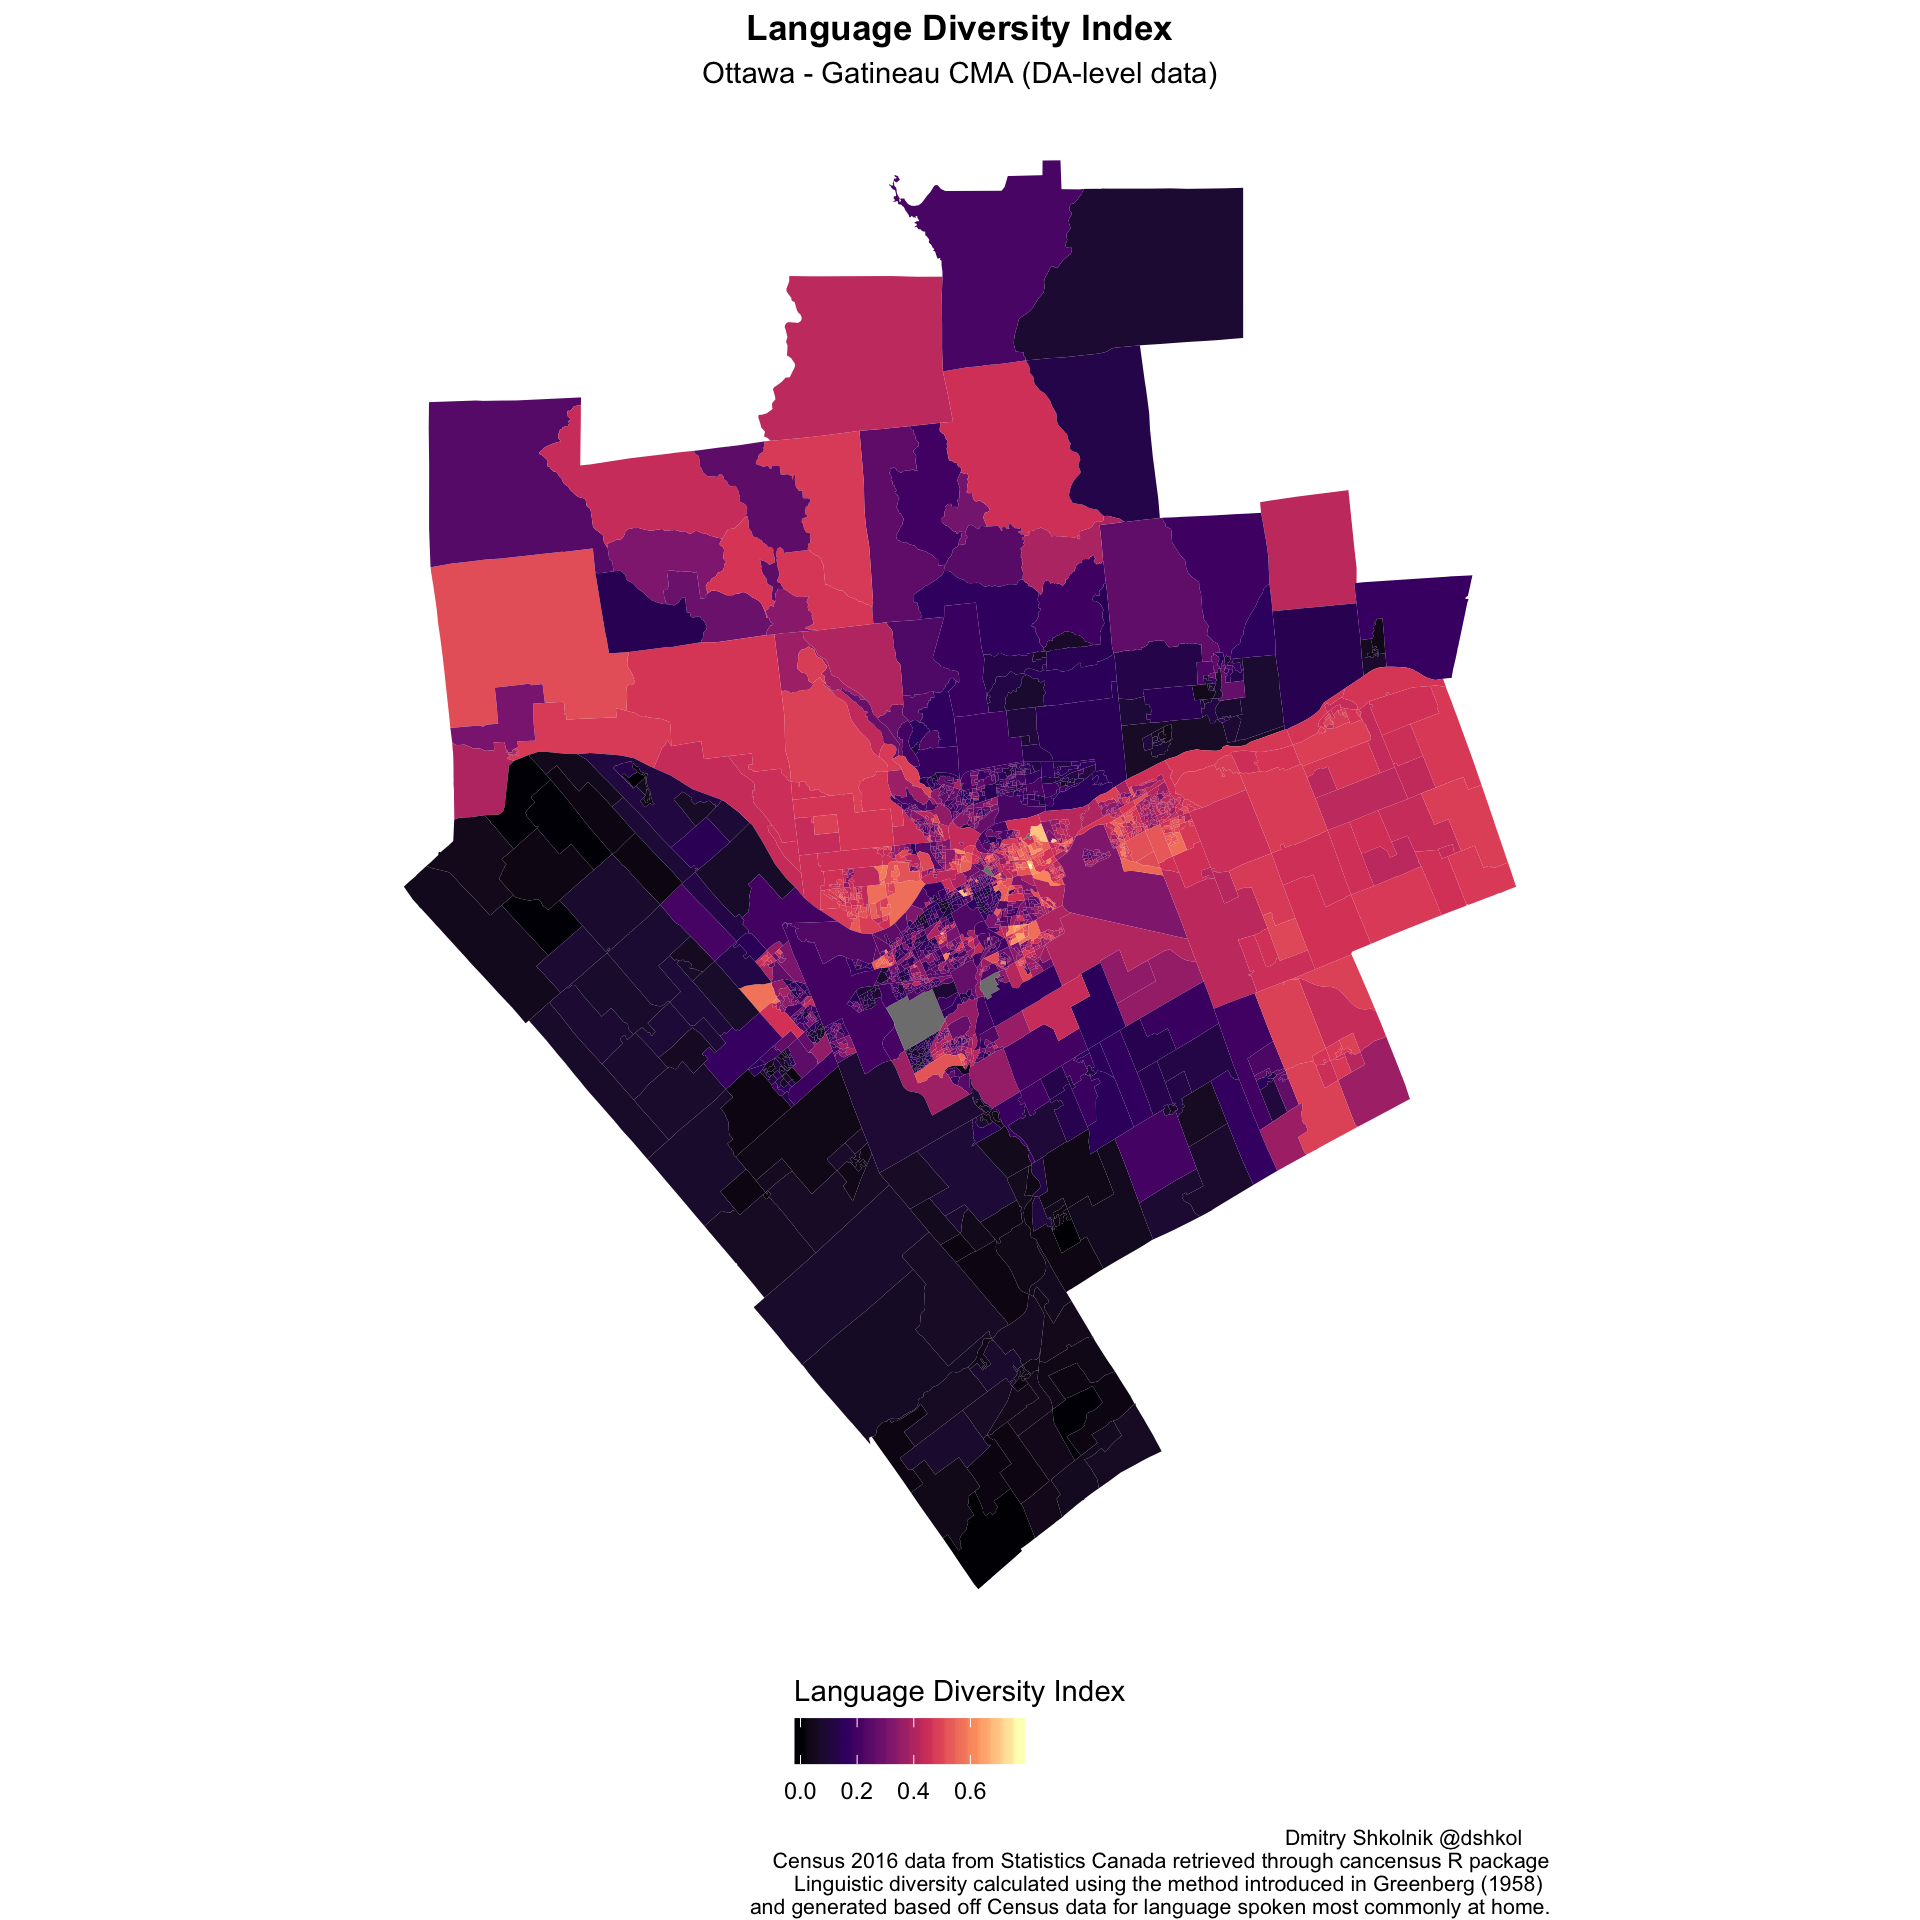 Language Diversity Index
Ottawa - Gatineau CMA (DA-level data)
Language Diversity Index
0.0 0.2 0.4 0.6
Dmitry Shkolnik @dshkol
Census 2016 data from Statistics Canada retrieved through cancensus R package
Linguistic diversity calculated using the method introduced in Greenberg (1958)
and generated based off Census data for language spoken most commonly at home.